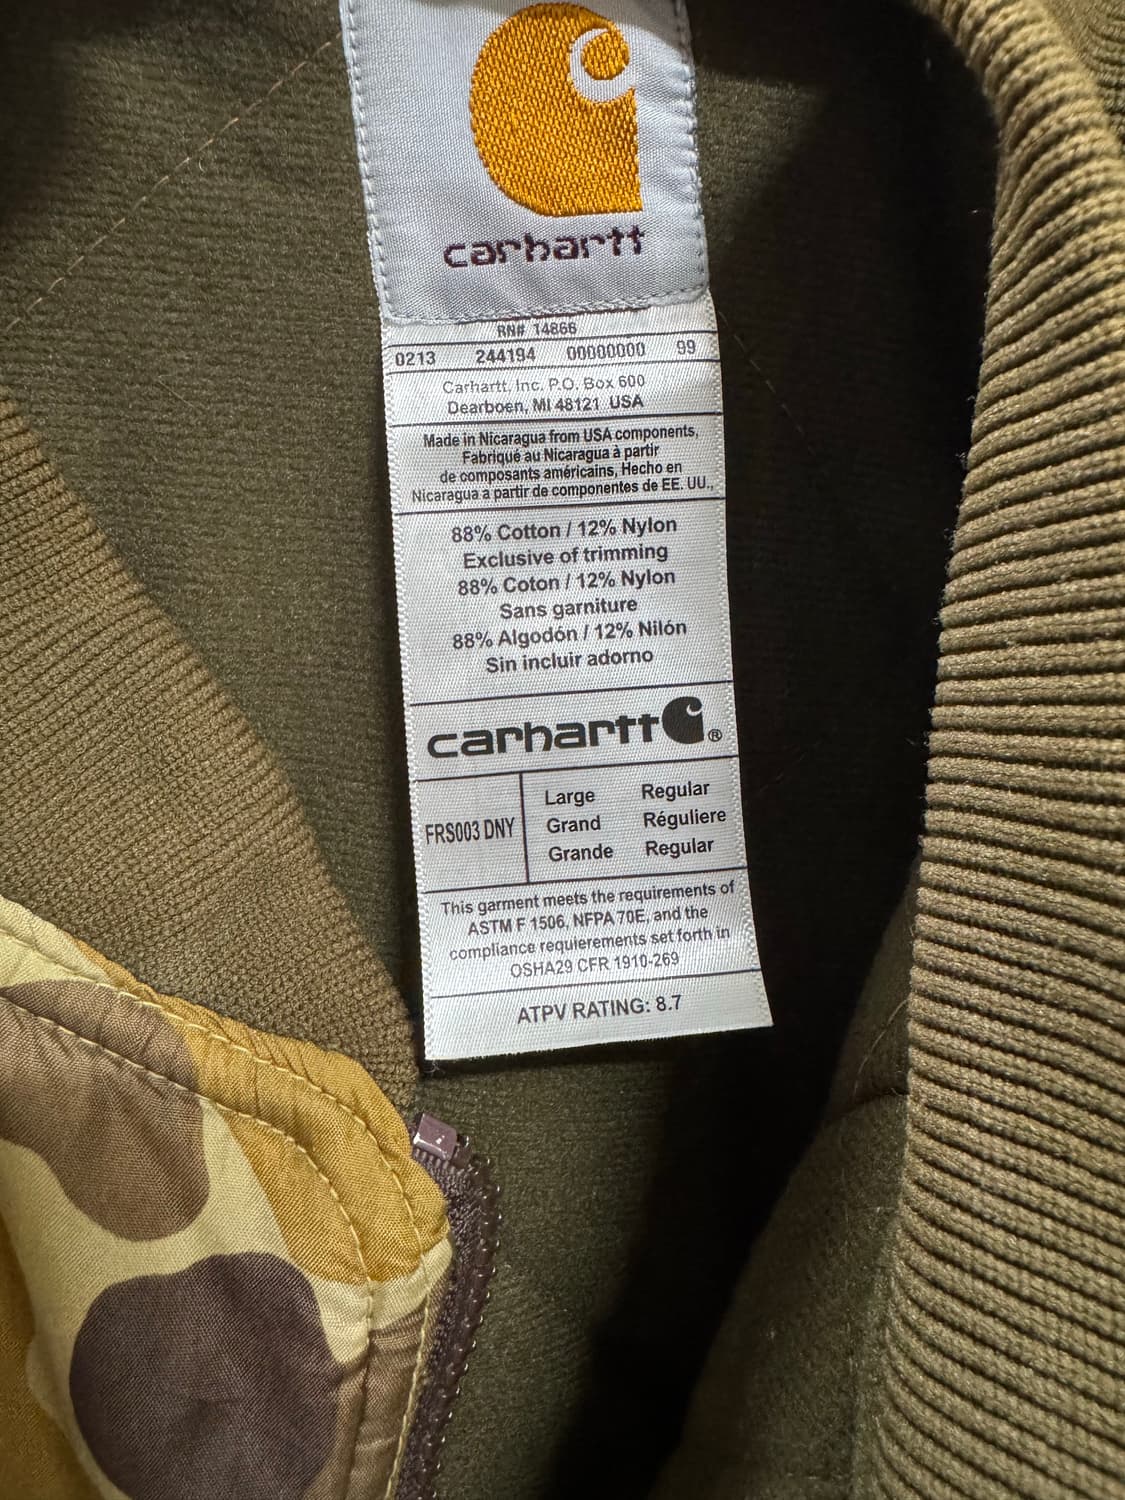 carhartt
RN# 14866
0213 244194 00000000 99
Carhartt, Inc. P.O. Box 600
Dearboen, MI 48121 USA
Made in Nicaragua from USA components,
Fabriqué au Nicaragua à partir
de composants américains, Hecho en
Nicaragua a partir de componentes de EE. UU.,
88% Cotton / 12% Nylon
Exclusive of trimming
88% Coton / 12% Nylon
Sans garniture
88% Algodón / 12% Nilón
Sin incluir adorno
carhartt ®
FRS003 DNY
Large Regular
Grand Réguliere
Grande Regular
This garment meets the requirements of
ASTM F 1506, NFPA 70E, and the
compliance requierements set forth in
OSHA29 CFR 1910-269
ATPV RATING: 8.7